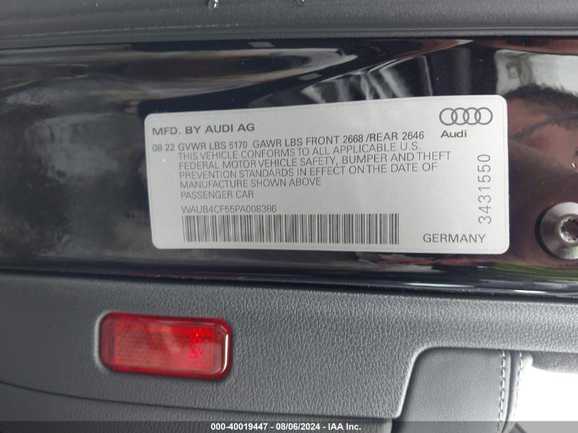 MFD. BY AUDI AG
08 22 GVWR LBS 5170 GAWR LBS FRONT 2668 /REAR 2646
THIS VEHICLE CONFORMS TO ALL APPLICABLE U.S.
FEDERAL MOTOR VEHICLE SAFETY, BUMPER AND THEFT
PREVENTION STANDARDS IN EFFECT ON THE DATE OF
MANUFACTURE SHOWN ABOVE
PASSENGER CAR
WAUB4CF55PA008386
GERMANY
Audi
3431550
000-40019447 - 08/06/2024 - IAA Inc.